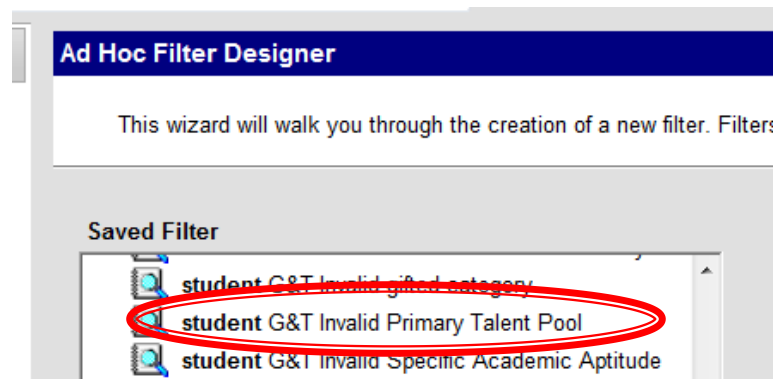 Ad Hoc Filter Designer
This wizard will walk you through the creation of a new filter. Filters
Saved Filter
student G&T Invalid gifted category
student G&T Invalid Primary Talent Pool
student G&T Invalid Specific Academic Aptitude